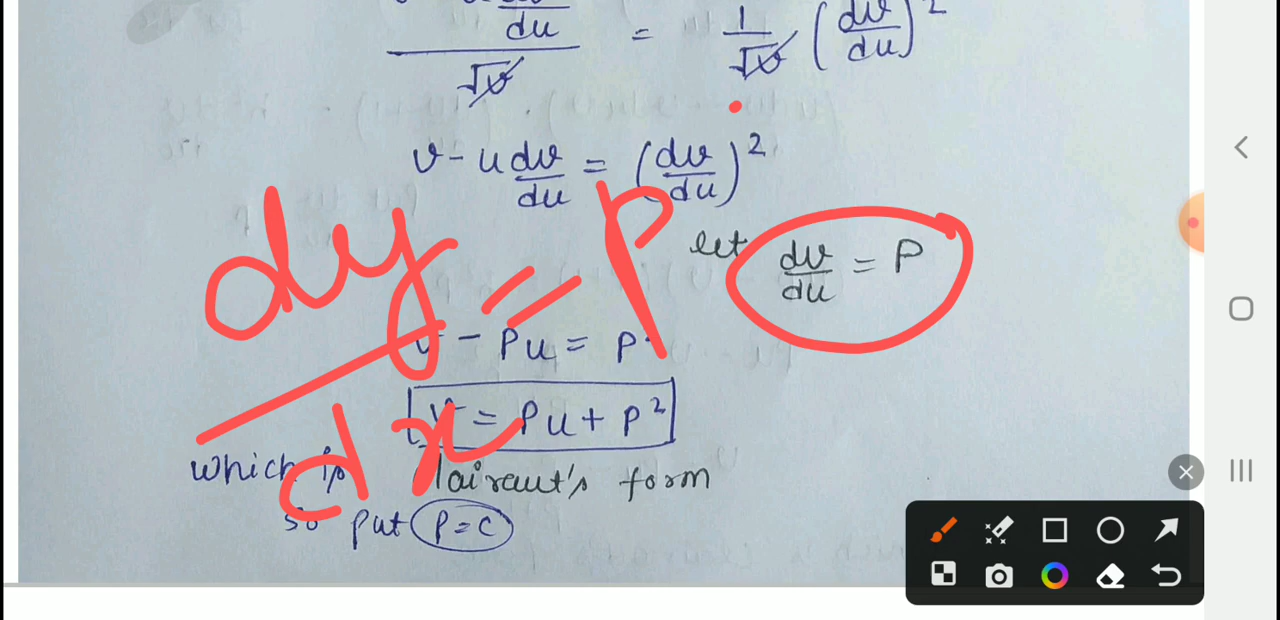 du
√v = 1/√v (dv/du)²
v - u dv/du = (dv/du)²
let dv/du = P
dy/dx = P
v - Pu = P²
v = Pu + P²
which is Clairaut's form
so put P = C